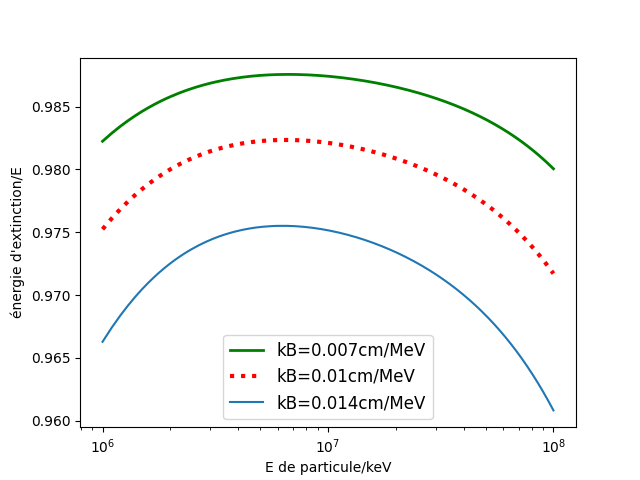 0.985
0.980
0.975
0.970
0.965
0.960
énergie d'extinction/E
kB=0.007cm/MeV
kB=0.01cm/MeV
kB=0.014cm/MeV
10⁶ 10⁷ 10⁸
E de particule/keV